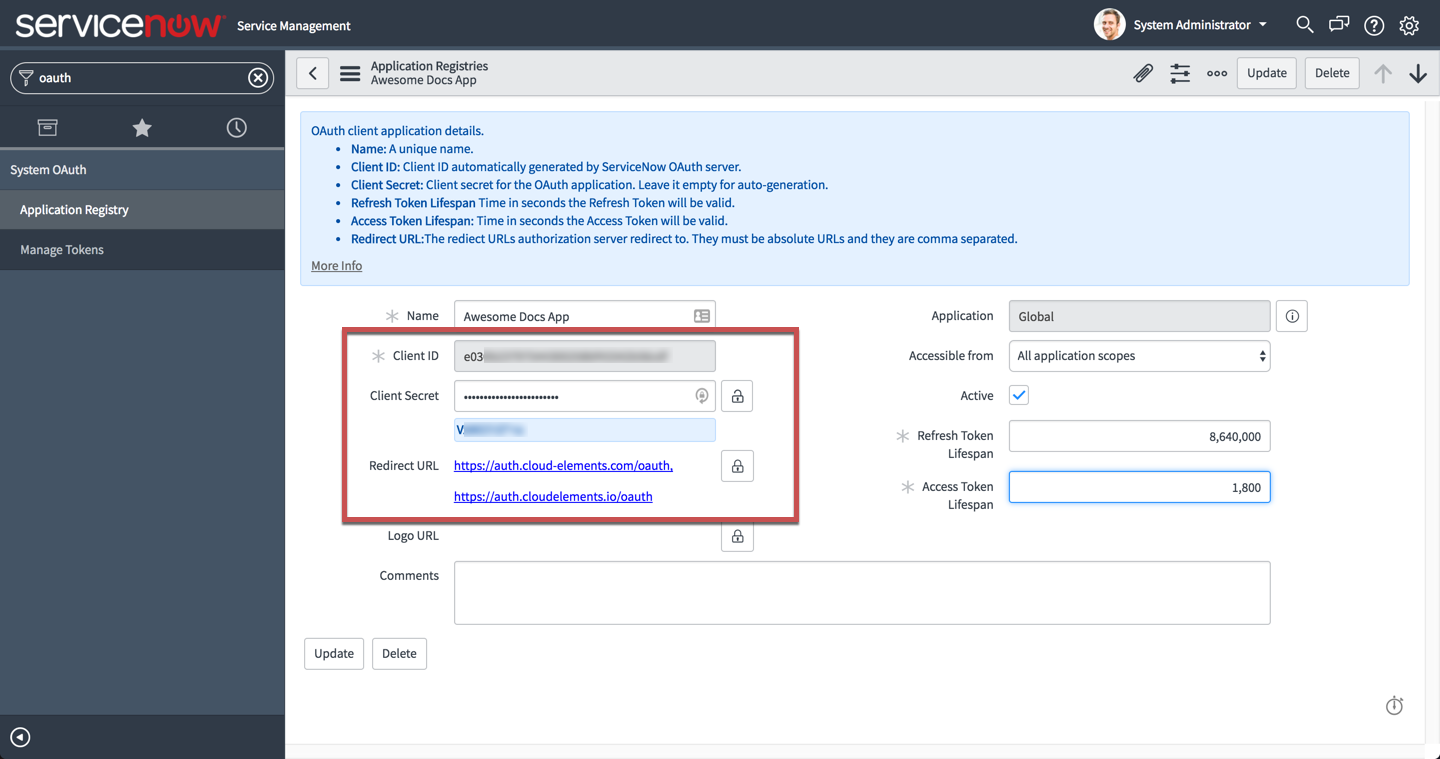 servicenow Service Management
System Administrator
oauth
System OAuth
Application Registry
Manage Tokens
Application Registries
Awesome Docs App
Update
Delete
OAuth client application details.
• Name: A unique name.
• Client ID: Client ID automatically generated by ServiceNow OAuth server.
• Client Secret: Client secret for the OAuth application. Leave it empty for auto-generation.
• Refresh Token Lifespan Time in seconds the Refresh Token will be valid.
• Access Token Lifespan: Time in seconds the Access Token will be valid.
• Redirect URL:The rediect URLs authorization server redirect to. They must be absolute URLs and they are comma separated.
More Info
Name Awesome Docs App
Client ID e03
Client Secret ••••••••••••••••••••••••
V
Redirect URL https://auth.cloud-elements.com/oauth,
https://auth.cloudelements.io/oauth
Logo URL
Application Global
Accessible from All application scopes
Active
Refresh Token
Lifespan
8,640,000
Access Token
Lifespan
1,800
Comments
Update
Delete